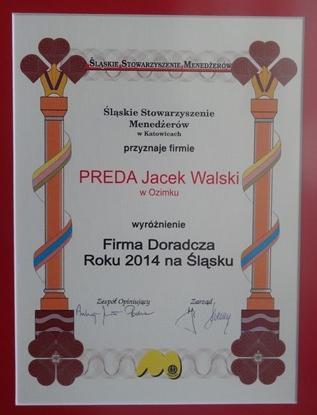 ŚLĄSKIE STOWARZYSZENIE MENEDŻERÓW
Śląskie Stowarzyszenie
Menedżerów
w Katowicach
przyznaje firmie
PREDA Jacek Walski
w Ozimku
wyróżnienie
Firma Doradcza
Roku 2014 na Śląsku
Zespół Opiniujący Zarząd